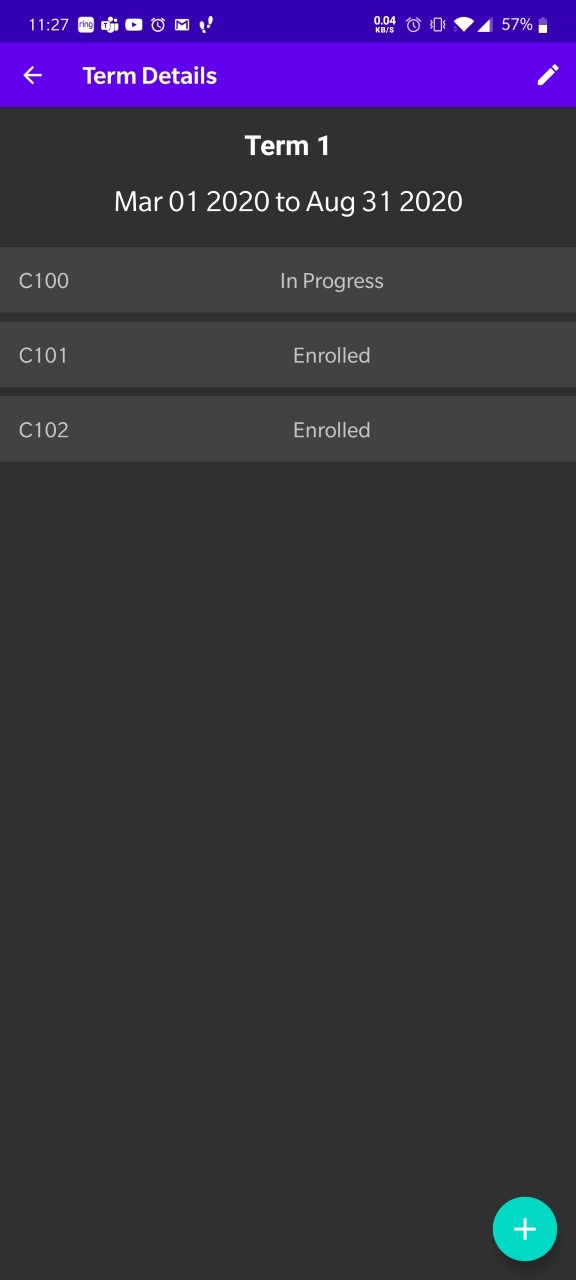 11:27 ring 0.04 KB/S 57%
Term Details
Term 1
Mar 01 2020 to Aug 31 2020
C100 In Progress
C101 Enrolled
C102 Enrolled